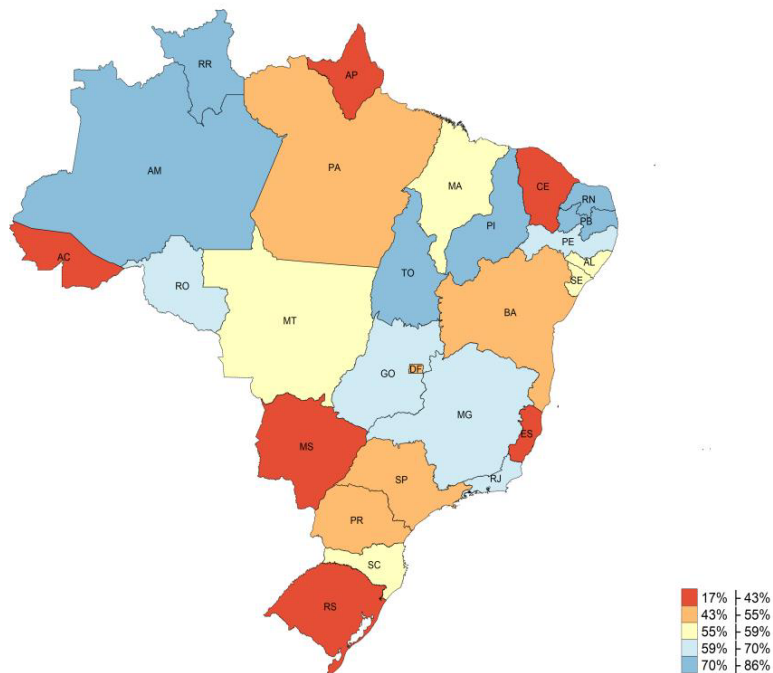 RR
AP
AM
PA
MA
CE
RN
PB
PI
PE
AC
TO
AL
SE
RO
BA
MT
DF
GO
MG
ES
MS
SP
RJ
PR
SC
RS
17% ⊢ 43%
43% ⊢ 55%
55% ⊢ 59%
59% ⊢ 70%
70% ⊢ 86%